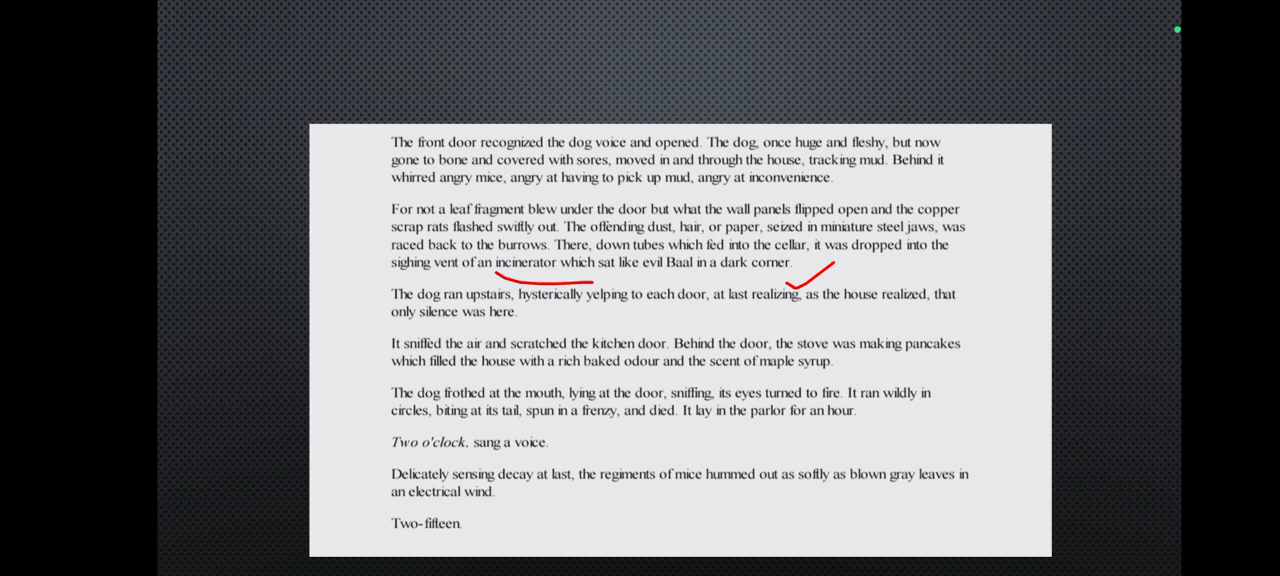 The front door recognized the dog voice and opened. The dog, once huge and fleshy, but now
gone to bone and covered with sores, moved in and through the house, tracking mud. Behind it
whirred angry mice, angry at having to pick up mud, angry at inconvenience.
For not a leaf fragment blew under the door but what the wall panels flipped open and the copper
scrap rats flashed swiftly out. The offending dust, hair, or paper, seized in miniature steel jaws, was
raced back to the burrows. There, down tubes which fed into the cellar, it was dropped into the
sighing vent of an incinerator which sat like evil Baal in a dark corner.
The dog ran upstairs, hysterically yelping to each door, at last realizing, as the house realized, that
only silence was here.
It sniffed the air and scratched the kitchen door. Behind the door, the stove was making pancakes
which filled the house with a rich baked odour and the scent of maple syrup.
The dog frothed at the mouth, lying at the door, sniffing, its eyes turned to fire. It ran wildly in
circles, biting at its tail, spun in a frenzy, and died. It lay in the parlor for an hour.
Two o'clock, sang a voice.
Delicately sensing decay at last, the regiments of mice hummed out as softly as blown gray leaves in
an electrical wind.
Two-fifteen.